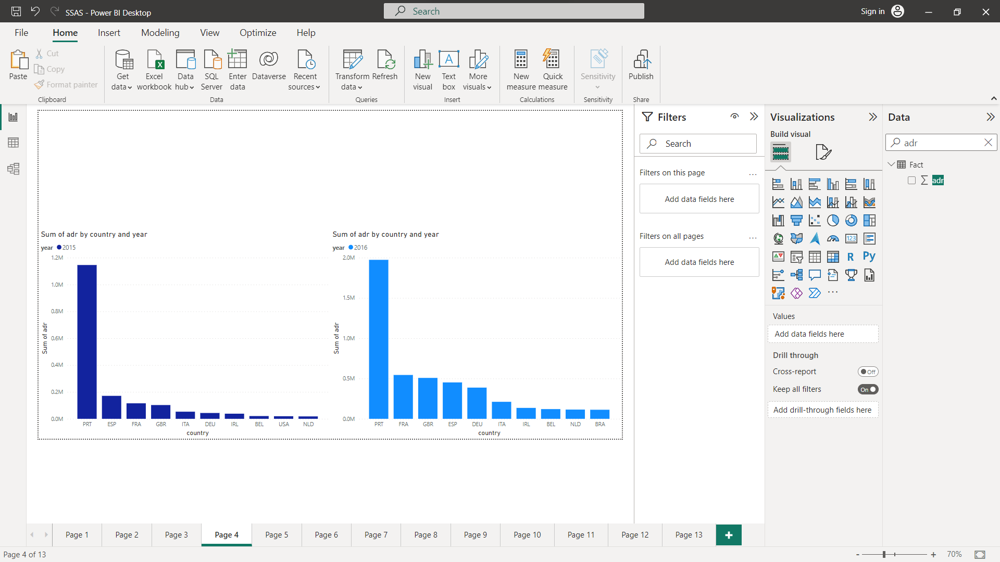 SSAS - Power BI Desktop
Search
Sign in
File Home Insert Modeling View Optimize Help
Paste
Cut
Copy
Format painter
Clipboard
Get data
Excel workbook
Data hub
SQL Server
Enter data
Dataverse
Recent sources
Data
Transform data
Refresh
Queries
New visual
Text box
More visuals
Insert
New measure
Quick measure
Calculations
Sensitivity
Sensitivity
Publish
Share
Sum of adr by country and year
year 2015
1.2M
1.0M
0.8M
0.6M
0.4M
0.2M
0.0M
Sum of adr
PRT ESP FRA GBR ITA DEU IRL BEL USA NLD
country
Sum of adr by country and year
year 2016
2.0M
1.5M
1.0M
0.5M
0.0M
Sum of adr
PRT FRA GBR ESP DEU ITA IRL BEL NLD BRA
country
Filters
Search
Filters on this page ...
Add data fields here
Filters on all pages ...
Add data fields here
Visualizations
Build visual
123
R
Py
...
Values
Add data fields here
Drill through
Cross-report Off
Keep all filters On
Add drill-through fields here
Data
adr
Fact
adr
Page 1 Page 2 Page 3 Page 4 Page 5 Page 6 Page 7 Page 8 Page 9 Page 10 Page 11 Page 12 Page 13
Page 4 of 13
- + 70%